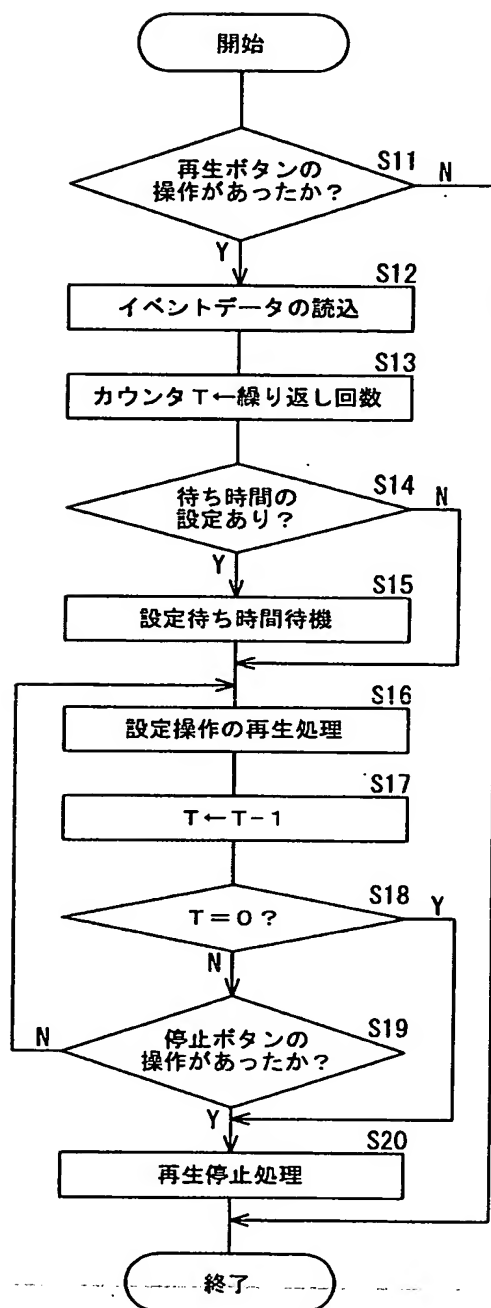 開始
再生ボタンの
操作があったか?
S11
N
Y
S12
イベントデータの読込
S13
カウンタT←繰り返し回数
待ち時間の
設定あり?
S14
N
Y
S15
設定待ち時間待機
S16
設定操作の再生処理
S17
T←T-1
T=0?
S18
Y
N
停止ボタンの
操作があったか?
S19
N
Y
S20
再生停止処理
終了